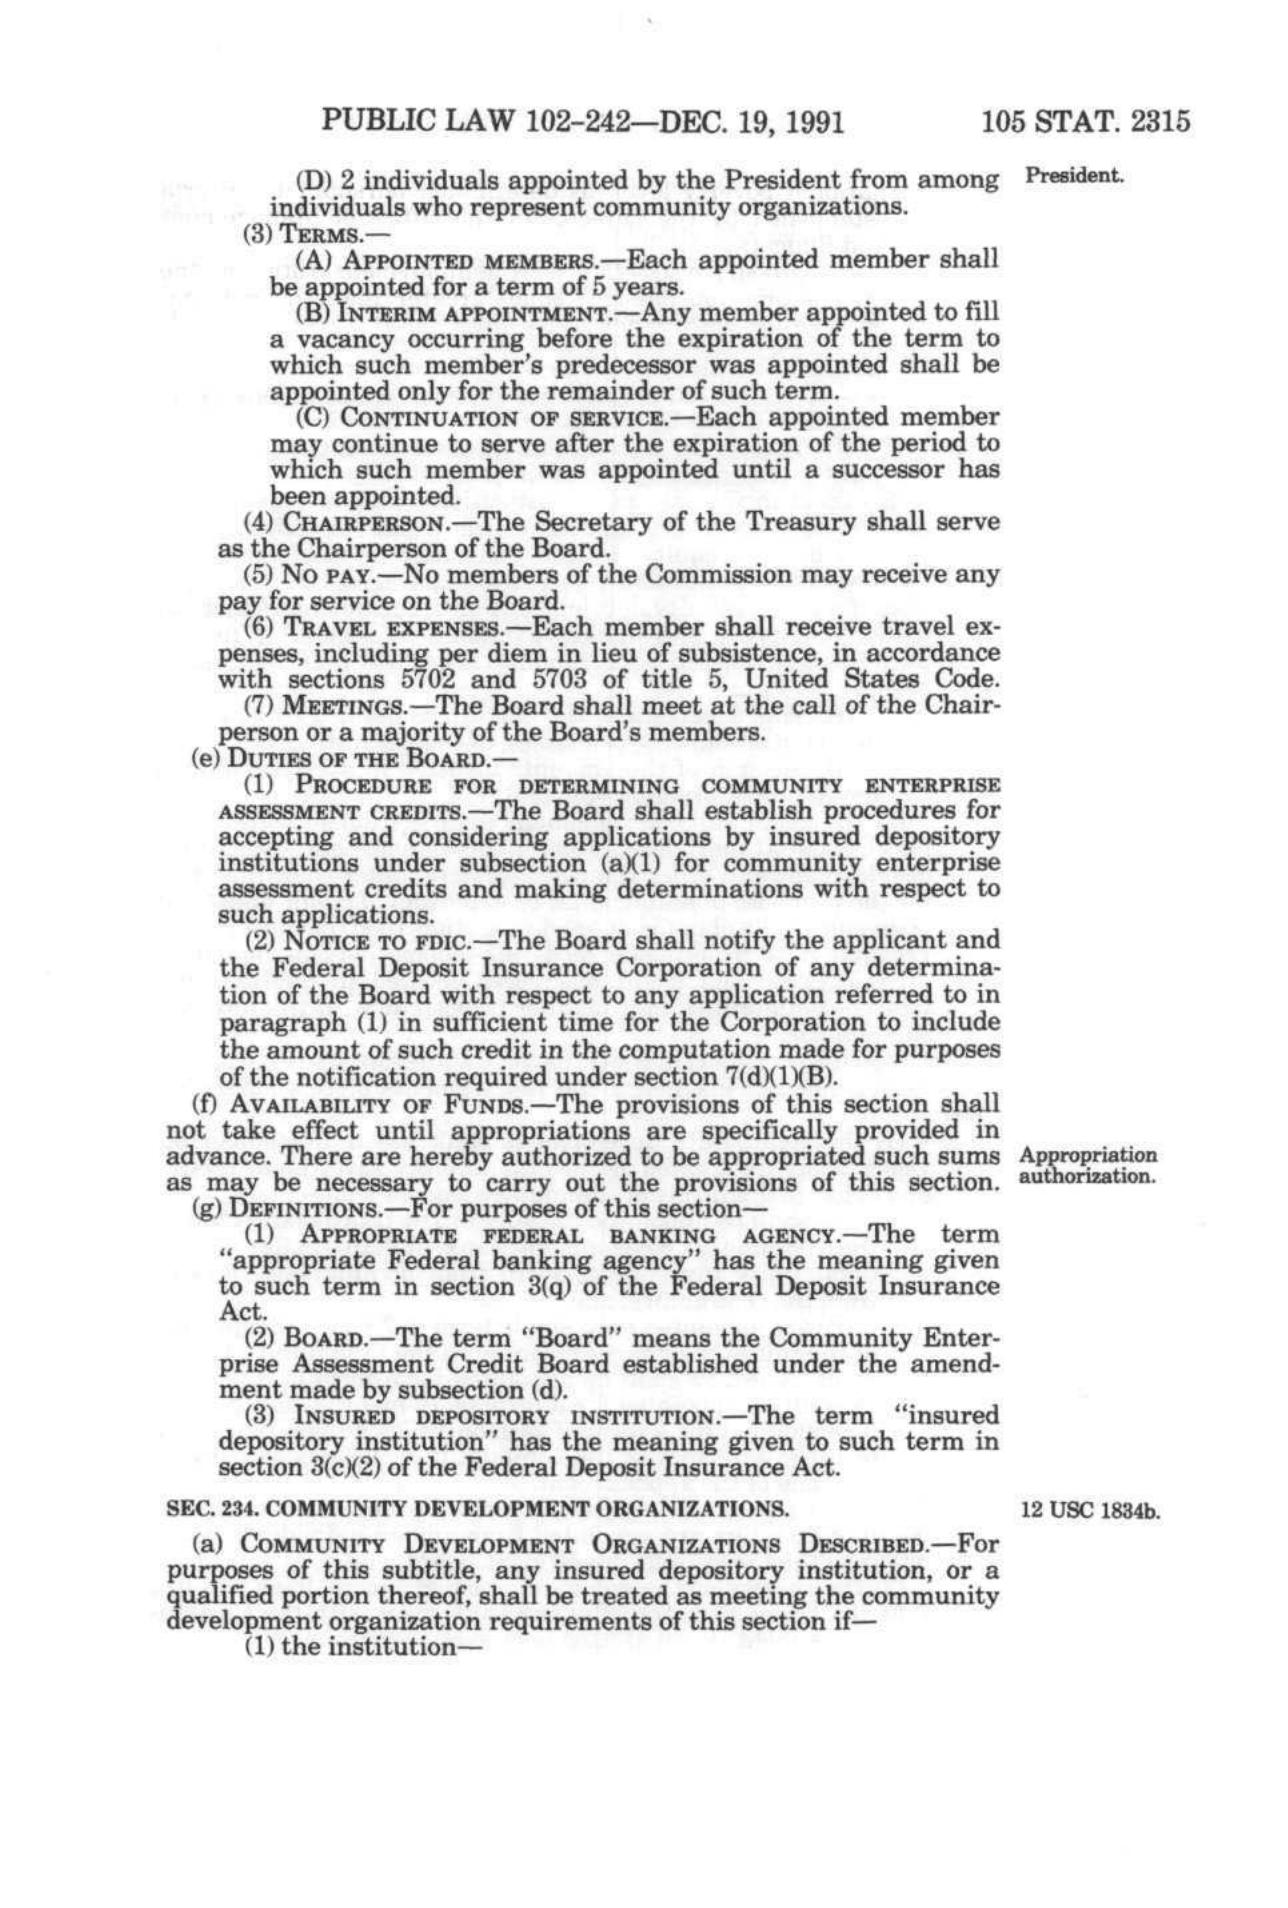 PUBLIC LAW 102-242—DEC. 19, 1991 105 STAT. 2315
(D) 2 individuals appointed by the President from among President.
individuals who represent community organizations.
(3) TERMS.—
(A) APPOINTED MEMBERS.—Each appointed member shall
be appointed for a term of 5 years.
(B) INTERIM APPOINTMENT.—Any member appointed to fill
a vacancy occurring before the expiration of the term to
which such member's predecessor was appointed shall be
appointed only for the remainder of such term.
(C) CONTINUATION OF SERVICE.—Each appointed member
may continue to serve after the expiration of the period to
which such member was appointed until a successor has
been appointed.
(4) CHAIRPERSON.—The Secretary of the Treasury shall serve
as the Chairperson of the Board.
(5) NO PAY.—No members of the Commission may receive any
pay for service on the Board.
(6) TRAVEL EXPENSES.—Each member shall receive travel ex-
penses, including per diem in lieu of subsistence, in accordance
with sections 5702 and 5703 of title 5, United States Code.
(7) MEETINGS.—The Board shall meet at the call of the Chair-
person or a majority of the Board's members.
(e) DUTIES OF THE BOARD.—
(1) PROCEDURE FOR DETERMINING COMMUNITY ENTERPRISE
ASSESSMENT CREDITS.—The Board shall establish procedures for
accepting and considering applications by insured depository
institutions under subsection (a)(1) for community enterprise
assessment credits and making determinations with respect to
such applications.
(2) NOTICE TO FDIC.—The Board shall notify the applicant and
the Federal Deposit Insurance Corporation of any determina-
tion of the Board with respect to any application referred to in
paragraph (1) in sufficient time for the Corporation to include
the amount of such credit in the computation made for purposes
of the notification required under section 7(d)(1)(B).
(f) AVAILABILITY OF FUNDS.—The provisions of this section shall
not take effect until appropriations are specifically provided in
advance. There are hereby authorized to be appropriated such sums Appropriation
as may be necessary to carry out the provisions of this section. authorization.
(g) DEFINITIONS.—For purposes of this section—
(1) APPROPRIATE FEDERAL BANKING AGENCY.—The term
“appropriate Federal banking agency” has the meaning given
to such term in section 3(q) of the Federal Deposit Insurance
Act.
(2) BOARD.—The term “Board” means the Community Enter-
prise Assessment Credit Board established under the amend-
ment made by subsection (d).
(3) INSURED DEPOSITORY INSTITUTION.—The term “insured
depository institution” has the meaning given to such term in
section 3(c)(2) of the Federal Deposit Insurance Act.
SEC. 234. COMMUNITY DEVELOPMENT ORGANIZATIONS. 12 USC 1834b.
(a) COMMUNITY DEVELOPMENT ORGANIZATIONS DESCRIBED.—For
purposes of this subtitle, any insured depository institution, or a
qualified portion thereof, shall be treated as meeting the community
development organization requirements of this section if—
(1) the institution—